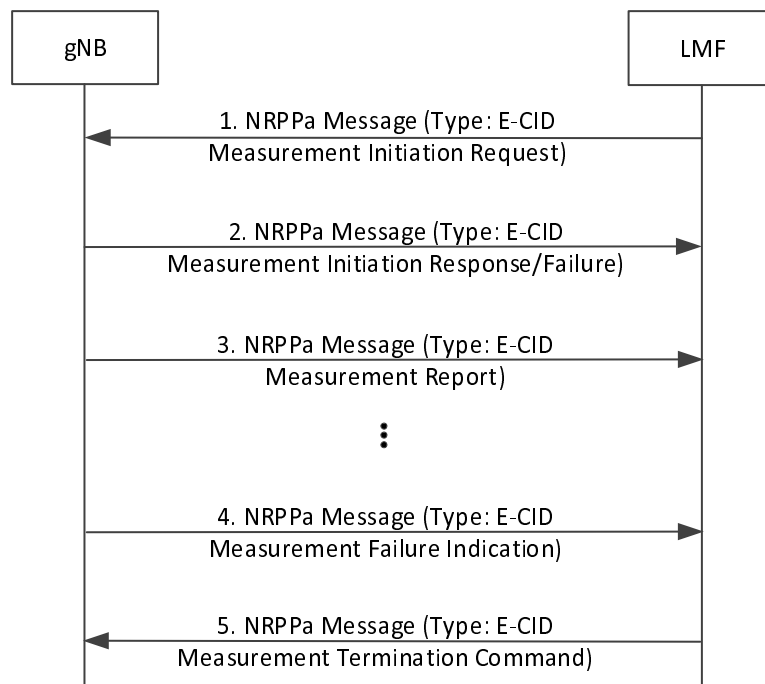 gNB
LMF
1. NRPPa Message (Type: E-CID
Measurement Initiation Request)
2. NRPPa Message (Type: E-CID
Measurement Initiation Response/Failure)
3. NRPPa Message (Type: E-CID
Measurement Report)
4. NRPPa Message (Type: E-CID
Measurement Failure Indication)
5. NRPPa Message (Type: E-CID
Measurement Termination Command)